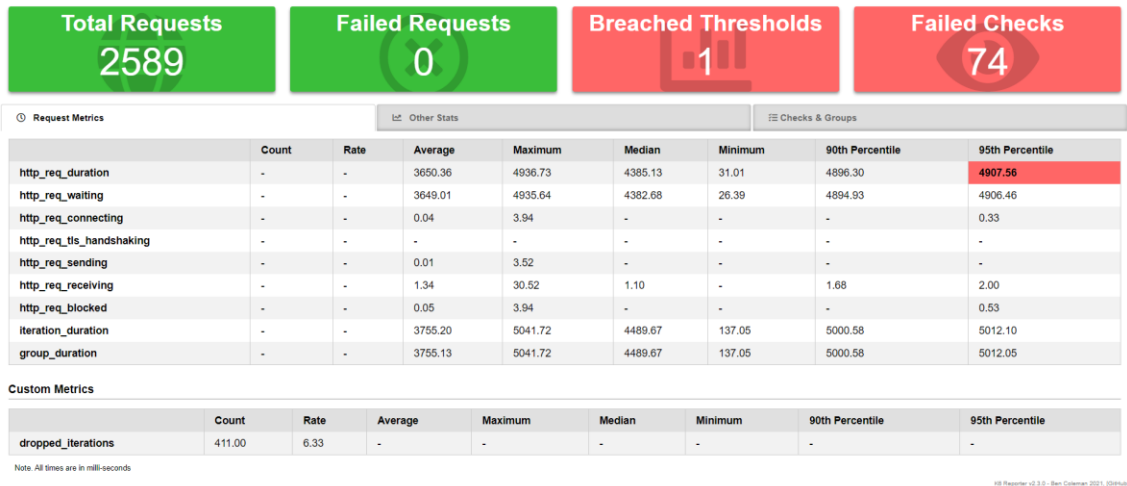 Total Requests Failed Requests Breached Thresholds Failed Checks
2589 0 1 74
Request Metrics Other Stats Checks & Groups
Count Rate Average Maximum Median Minimum 90th Percentile 95th Percentile
http_req_duration - - 3650.36 4936.73 4385.13 31.01 4896.30 4907.56
http_req_waiting - - 3649.01 4935.64 4382.68 26.39 4894.93 4906.46
http_req_connecting - - 0.04 3.94 - - - 0.33
http_req_tls_handshaking - - - - - - - -
http_req_sending - - 0.01 3.52 - - - -
http_req_receiving - - 1.34 30.52 1.10 - 1.68 2.00
http_req_blocked - - 0.05 3.94 - - - 0.53
iteration_duration - - 3755.20 5041.72 4489.67 137.05 5000.58 5012.10
group_duration - - 3755.13 5041.72 4489.67 137.05 5000.58 5012.05
Custom Metrics
Count Rate Average Maximum Median Minimum 90th Percentile 95th Percentile
dropped_iterations 411.00 6.33 - - - - - -
Note. All times are in milli-seconds
K6 Reporter v2.3.0 - Ben Coleman 2021,